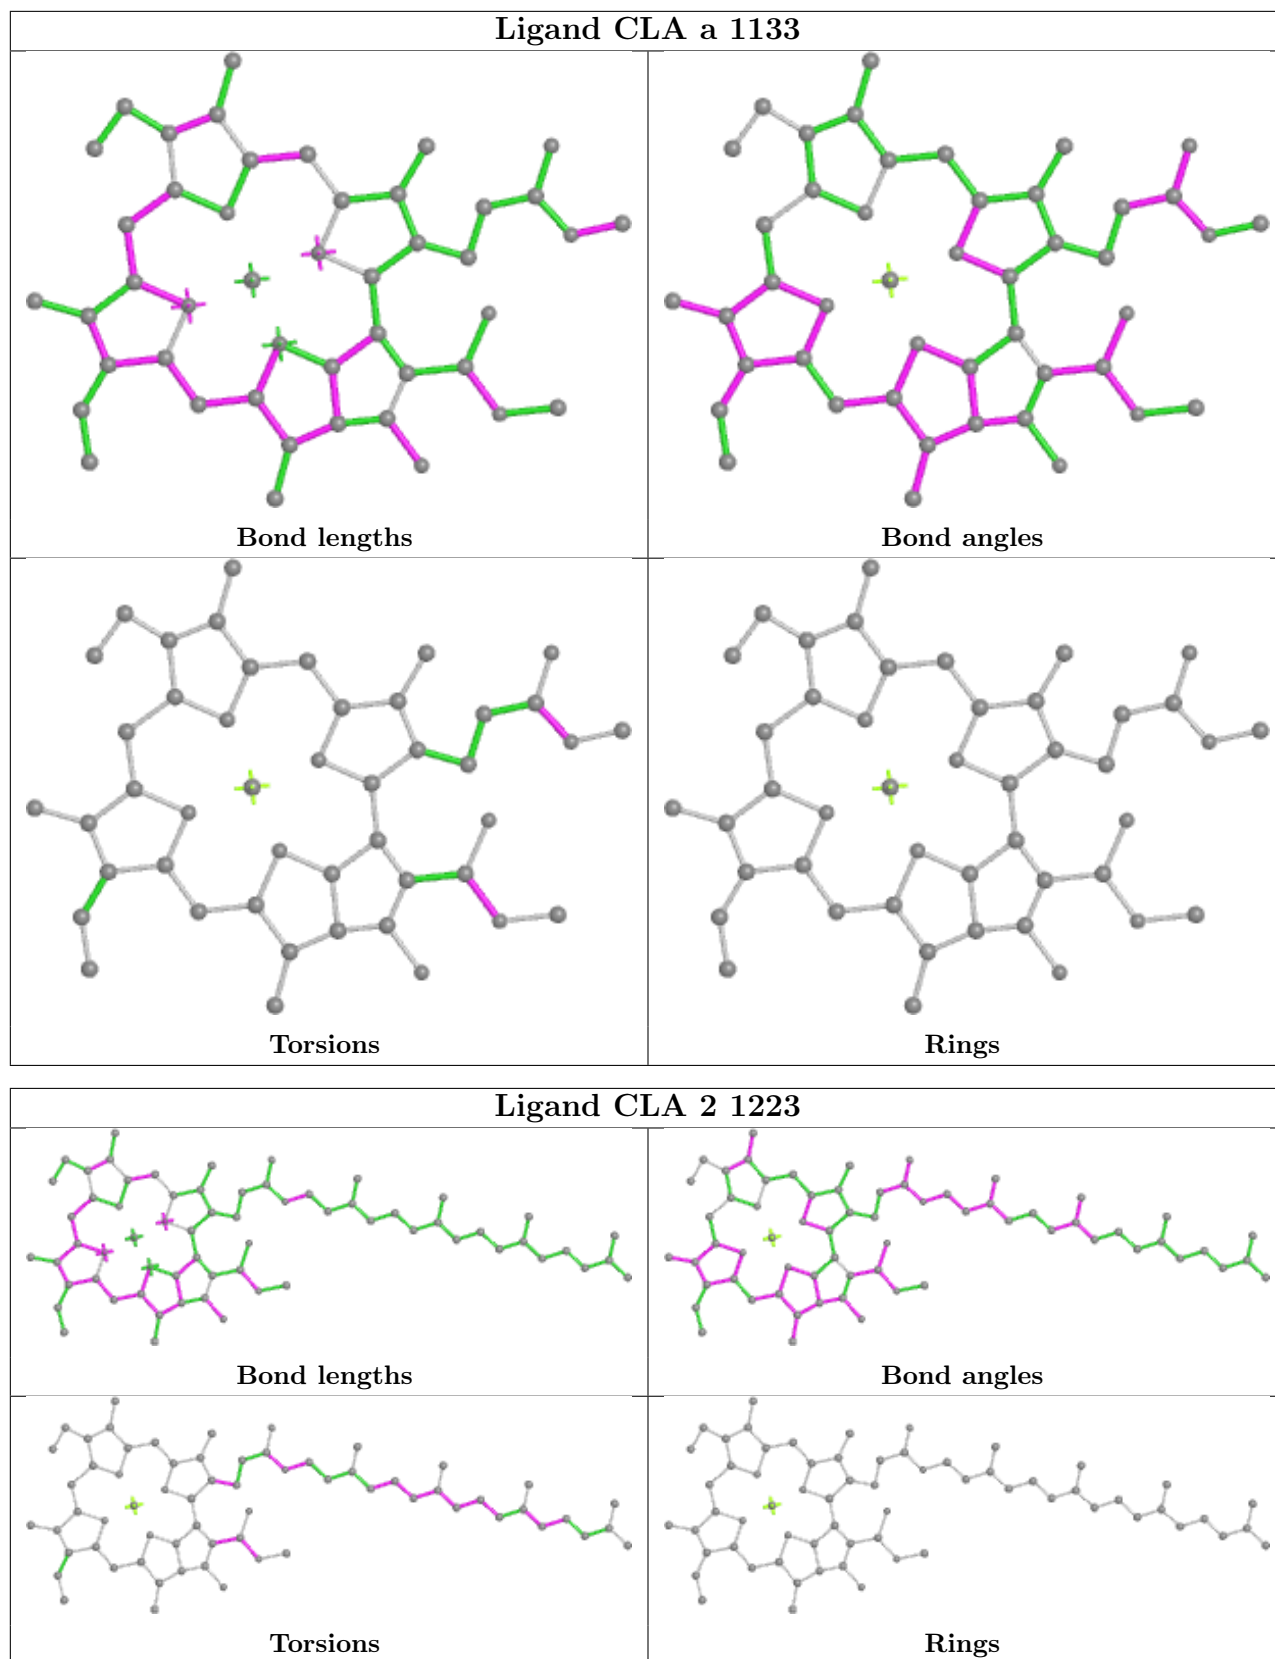 Ligand CLA a 1133
Bond lengths
Bond angles
Torsions
Rings
Ligand CLA 2 1223
Bond lengths
Bond angles
Torsions
Rings